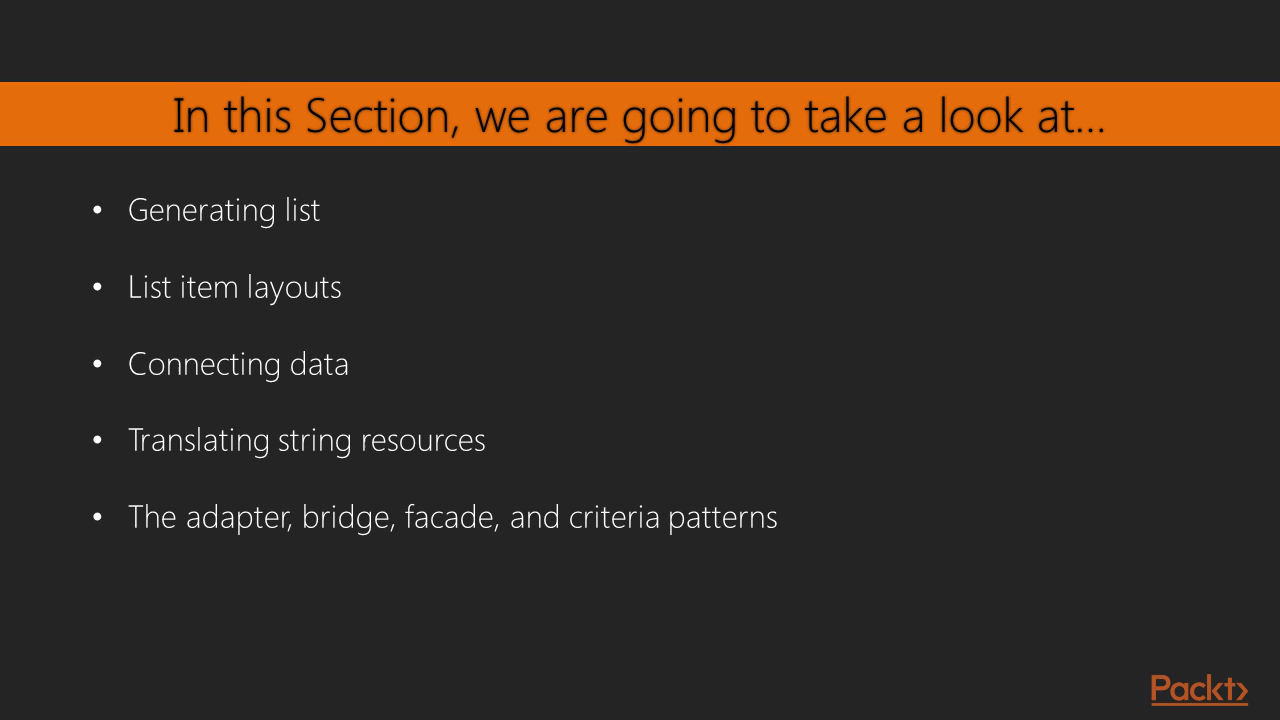 In this Section, we are going to take a look at...
• Generating list
• List item layouts
• Connecting data
• Translating string resources
• The adapter, bridge, facade, and criteria patterns
Packt>